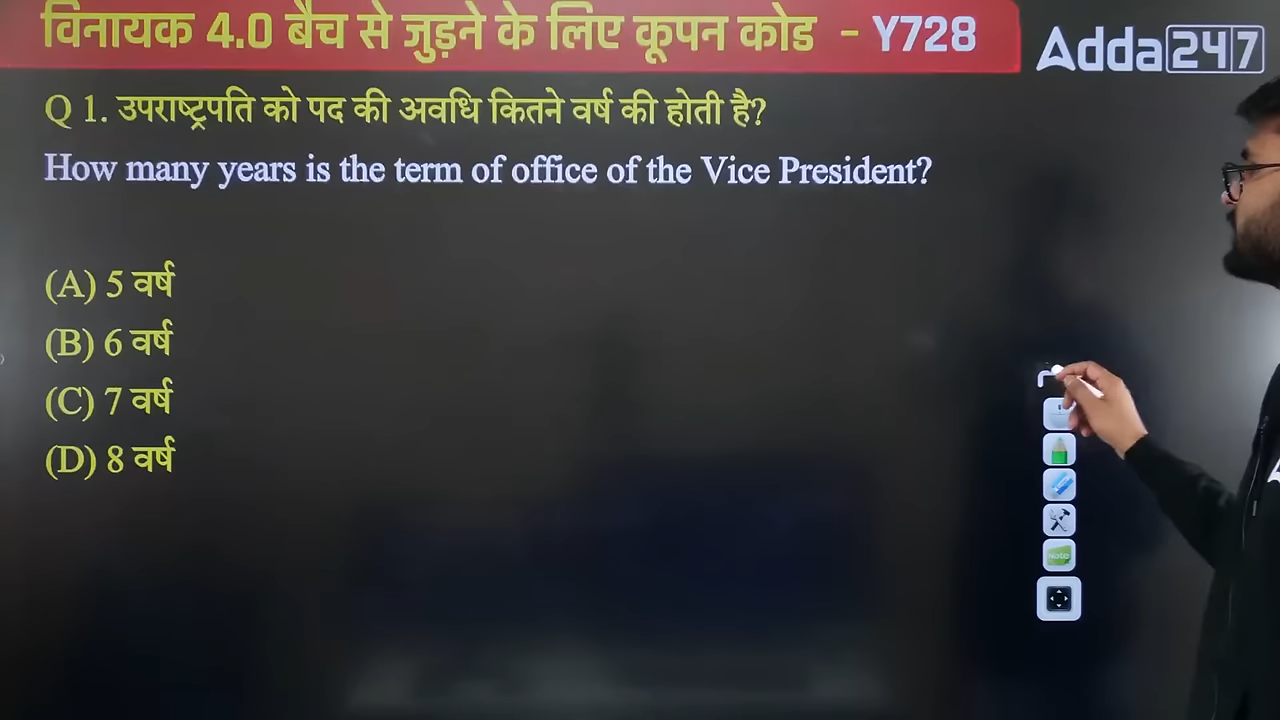 विनायक 4.0 बैच से जुड़ने के लिए कूपन कोड - Y728
Adda247
Q 1. उपराष्ट्रपति को पद की अवधि कितने वर्ष की होती है?
How many years is the term of office of the Vice President?
(A) 5 वर्ष
(B) 6 वर्ष
(C) 7 वर्ष
(D) 8 वर्ष
Note